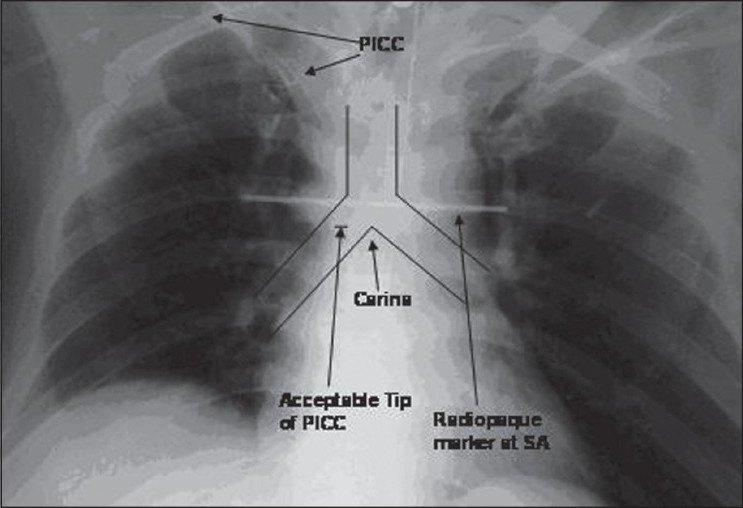 PICC
Carina
Acceptable Tip
of PICC
Radiopaque
marker at SA